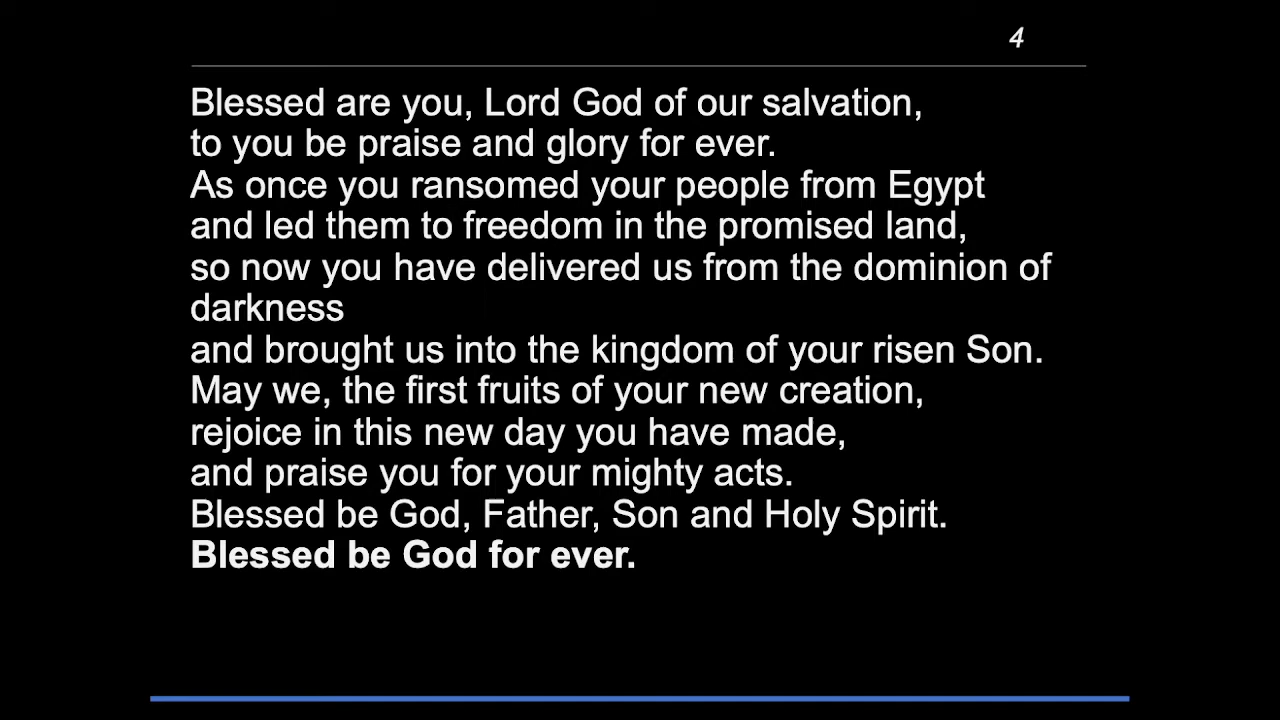 4
Blessed are you, Lord God of our salvation,
to you be praise and glory for ever.
As once you ransomed your people from Egypt
and led them to freedom in the promised land,
so now you have delivered us from the dominion of
darkness
and brought us into the kingdom of your risen Son.
May we, the first fruits of your new creation,
rejoice in this new day you have made,
and praise you for your mighty acts.
Blessed be God, Father, Son and Holy Spirit.
Blessed be God for ever.